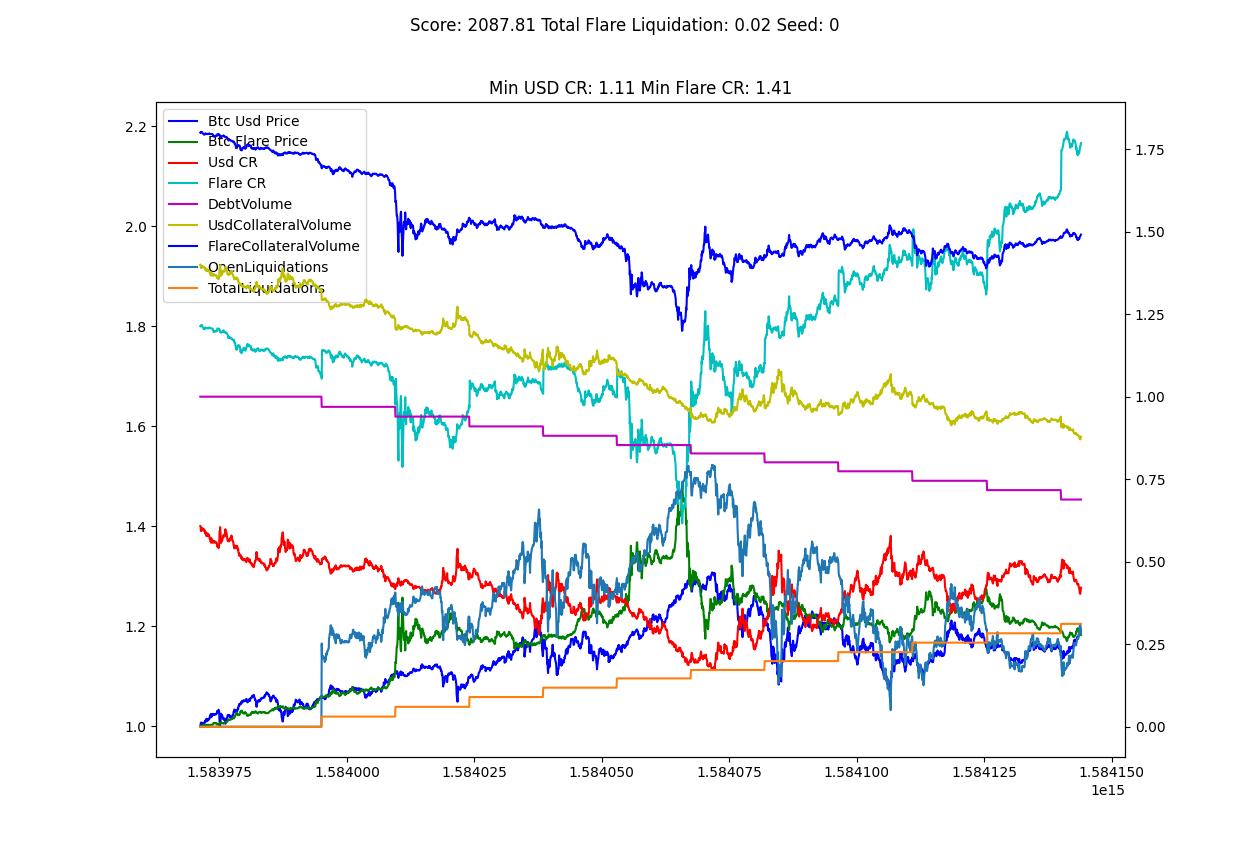 Score: 2087.81 Total Flare Liquidation: 0.02 Seed: 0
Min USD CR: 1.11 Min Flare CR: 1.41
Btc Usd Price
Btc Flare Price
Usd CR
Flare CR
DebtVolume
UsdCollateralVolume
FlareCollateralVolume
OpenLiquidations
TotalLiquidations
2.2
2.0
1.8
1.6
1.4
1.2
1.0
1.75
1.50
1.25
1.00
0.75
0.50
0.25
0.00
1.583975 1.584000 1.584025 1.584050 1.584075 1.584100 1.584125 1.584150
1e15